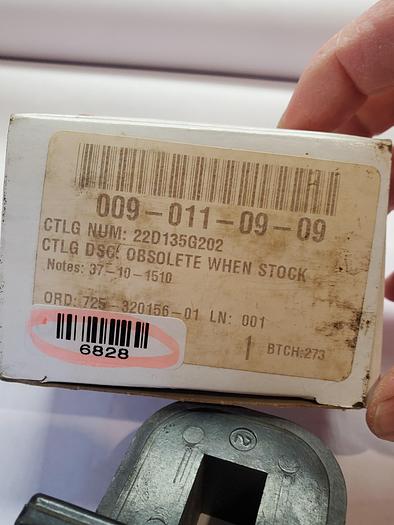 009-011-09-09
CTLG NUM: 22D135G202
CTLG DSC: OBSOLETE WHEN STOCK
Notes: 37-10-1510
ORD: 725-320156-01 LN: 001
1 BTCH:273
6828
2